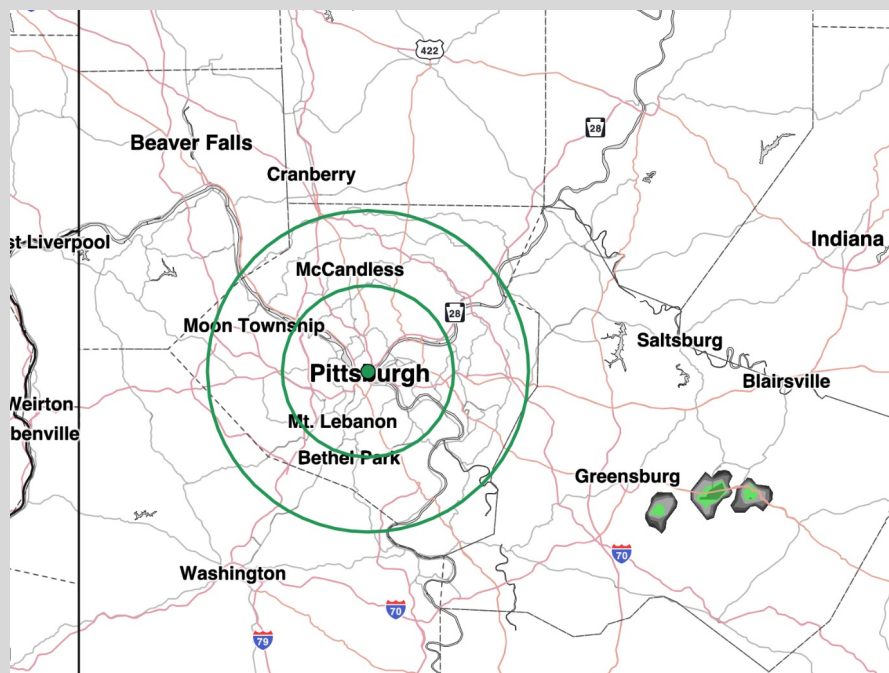 422
28
Beaver Falls
Cranberry
st-Liverpool
Indiana
McCandless
28
Moon Township
Saltsburg
Pittsburgh
Blairsville
Weirton
Mt. Lebanon
benville
Bethel Park
Greensburg
70
Washington
70
79